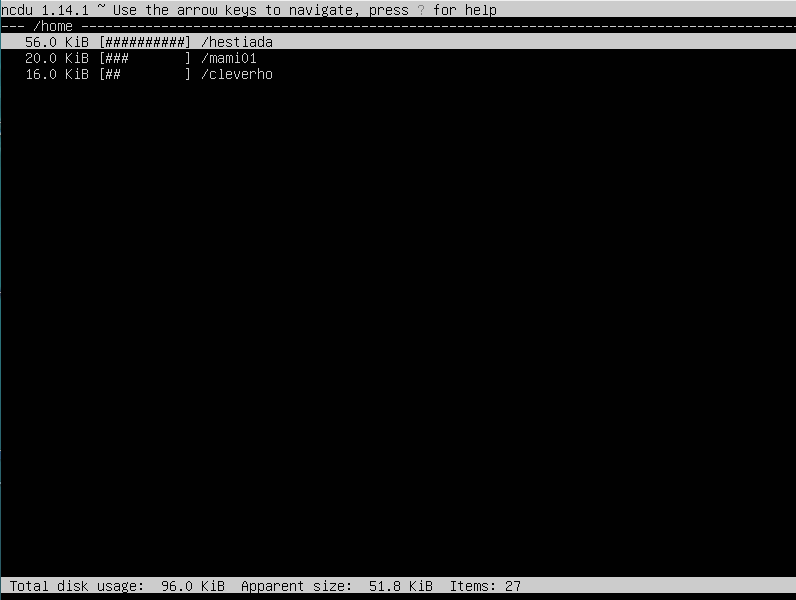 ncdu 1.14.1 ~ Use the arrow keys to navigate, press ? for help
--- /home ------------------------------------------------------------------------------------------
56.0 KiB [##########] /hestiada
20.0 KiB [###       ] /mami01
16.0 KiB [##        ] /cleverho
Total disk usage:  96.0 KiB  Apparent size:  51.8 KiB  Items: 27